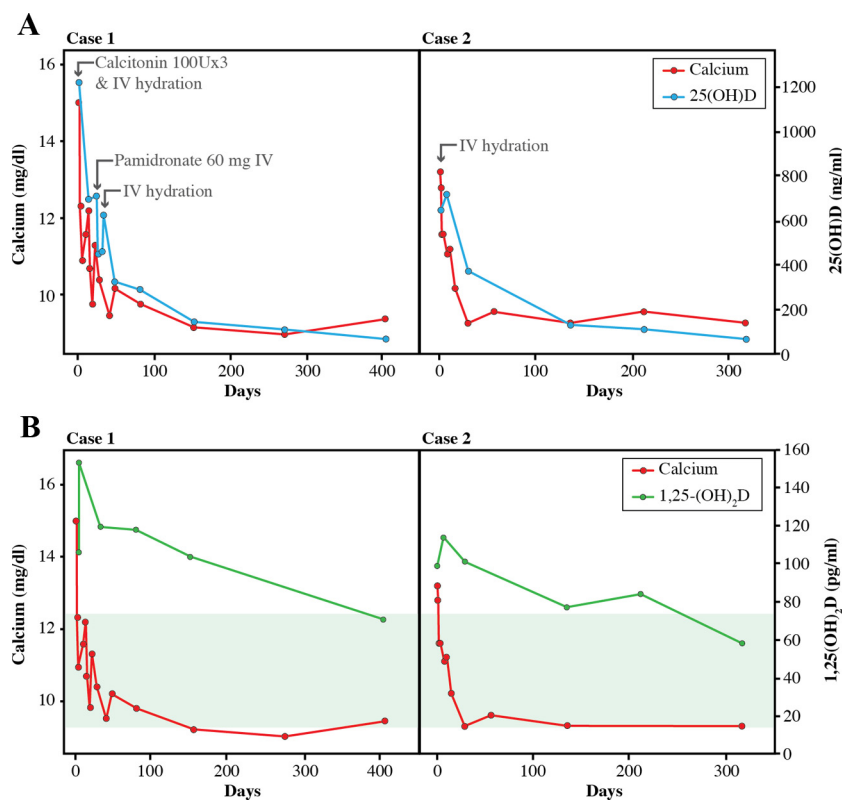 A
Case 1
Case 2
Calcitonin 100Ux3
& IV hydration
Pamidronate 60 mg IV
IV hydration
IV hydration
Calcium
25(OH)D
16
14
12
10
Calcium (mg/dl)
1200
1000
800
600
400
200
0
25(OH)D (ng/ml)
0 100 200 300 400
0 100 200 300
Days
Days
B
Case 1
Case 2
Calcium
1,25-(OH)₂D
16
14
12
10
Calcium (mg/dl)
160
140
120
100
80
60
40
20
0
1,25(OH)₂D (pg/ml)
0 100 200 300 400
0 100 200 300
Days
Days